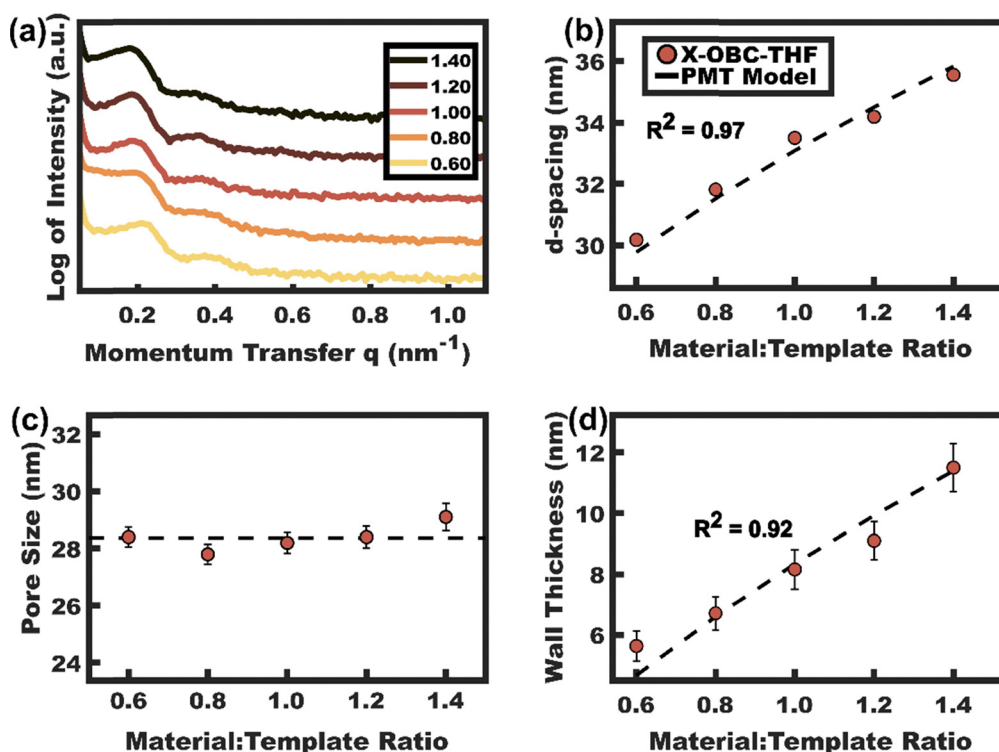 (a)
Log of Intensity (a.u.)
1.40
1.20
1.00
0.80
0.60
0.2 0.4 0.6 0.8 1.0
Momentum Transfer q (nm⁻¹)
(b)
d-spacing (nm)
36
34
32
30
X-OBC-THF
PMT Model
R² = 0.97
0.6 0.8 1.0 1.2 1.4
Material:Template Ratio
(c)
Pore Size (nm)
32
30
28
26
24
0.6 0.8 1.0 1.2 1.4
Material:Template Ratio
(d)
Wall Thickness (nm)
12
10
8
6
R² = 0.92
0.6 0.8 1.0 1.2 1.4
Material:Template Ratio